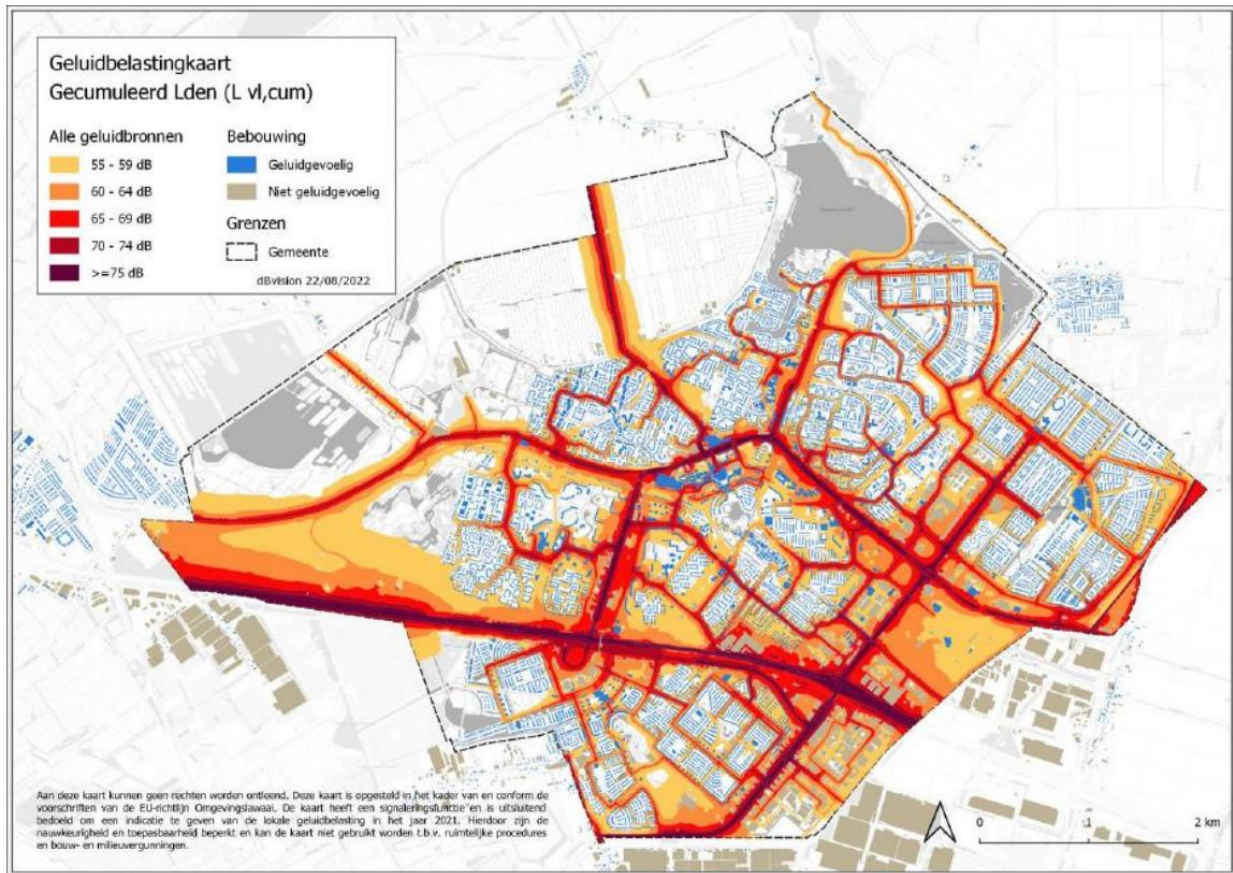 Geluidbelastingkaart
Gecumuleerd Lden (L vl,cum)
Alle geluidbronnen
55 - 59 dB
60 - 64 dB
65 - 69 dB
70 - 74 dB
>=75 dB
Bebouwing
Geluidgevoelig
Niet geluidgevoelig
Grenzen
Gemeente
dBvision 22/08/2022
Aan deze kaart kunnen geen rechten worden ontleend. Deze kaart is opgesteld in het kader van en conform de
voorschriften van de EU-richtlijn Omgevingslawaai. De kaart heeft een signaleringsfunctie en is uitsluitend
bedoeld om een indicatie te geven van de lokale geluidbelasting in het jaar 2021. Hierdoor zijn de
nauwkeurigheid en toepasbaarheid beperkt en kan de kaart niet gebruikt worden t.b.v. ruimtelijke procedures
en bouw- en milieuvergunningen.
0 1 2 km